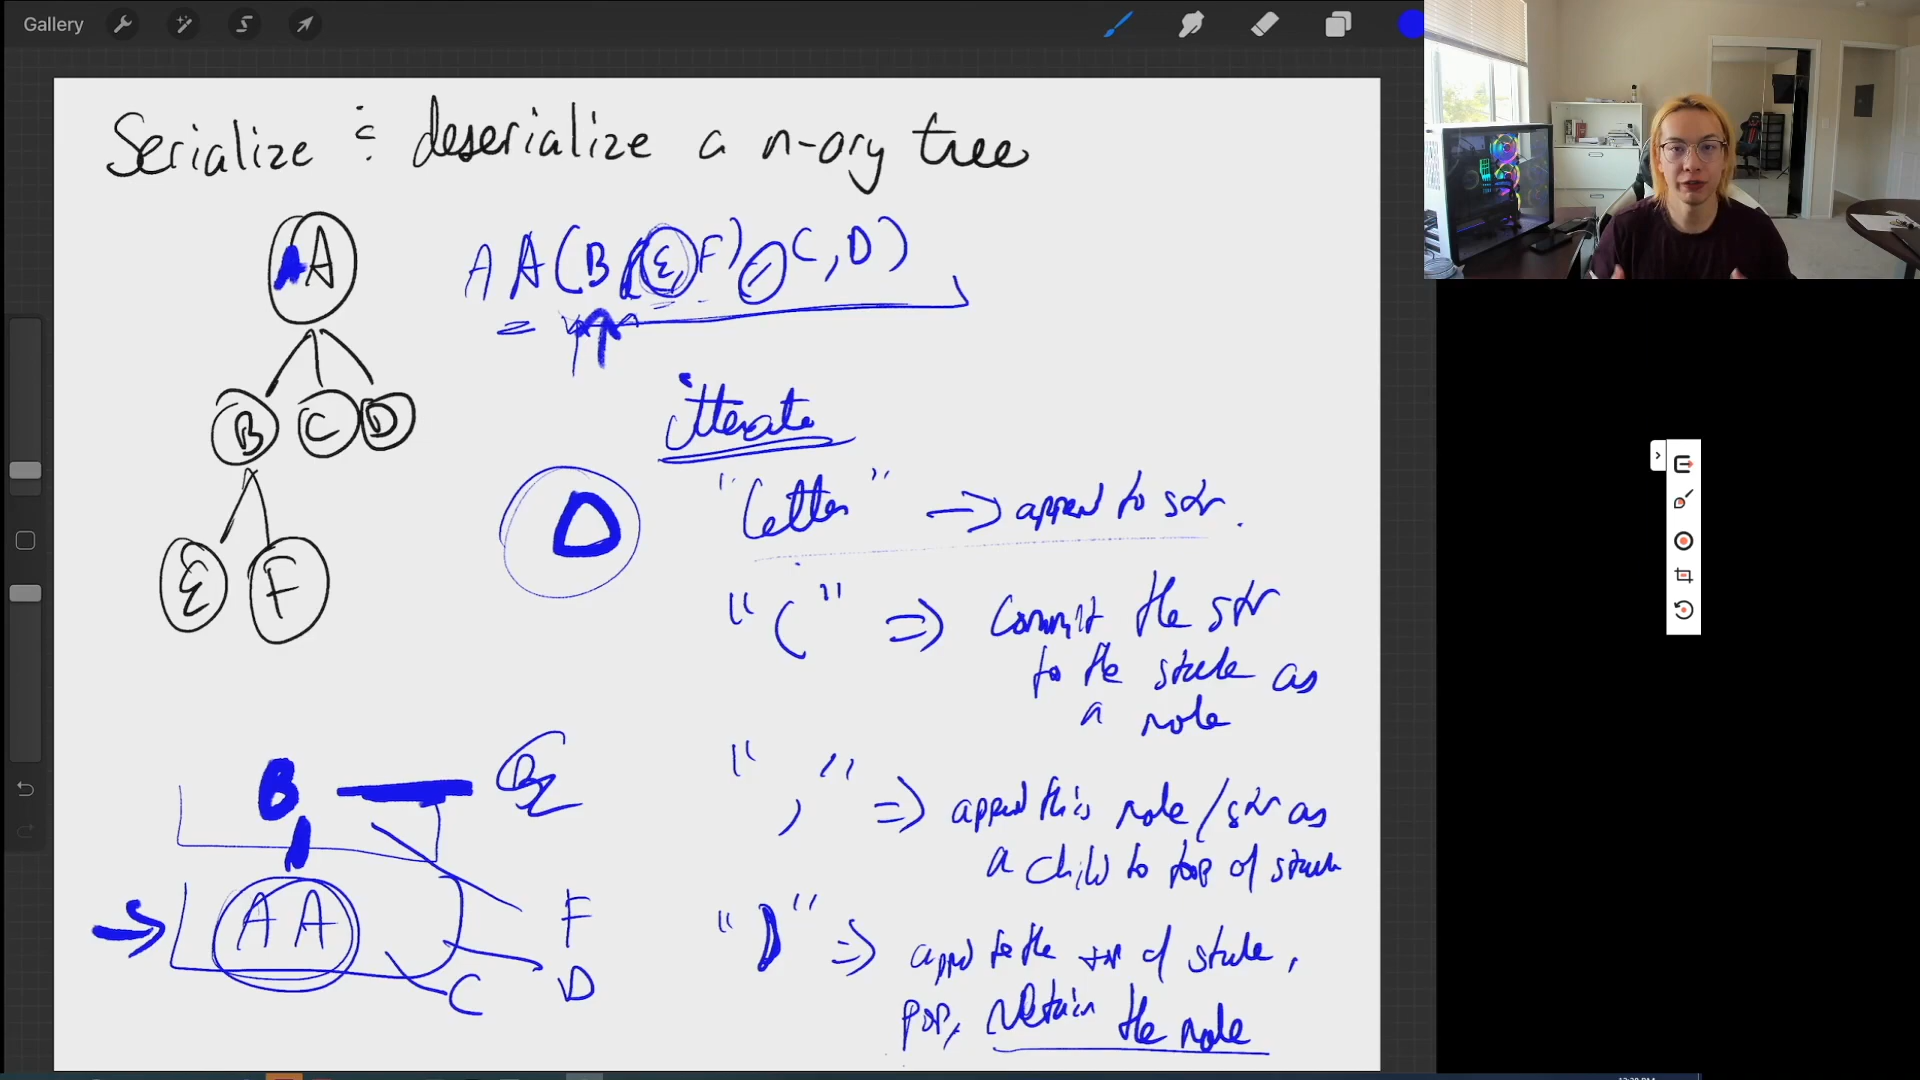 Gallery
Serialize & deserialize a n-ary tree
AA
A A(B(E,F),C,D)
B C D
iterate
"letter" → append to str.
E F
D
"(" ⇒ commit the str
to the stack as
a node
B
"," ⇒ append this node/str as
a child to top of stack
A A
F
")" ⇒ append to the top of stack,
C D
pop, retain the node